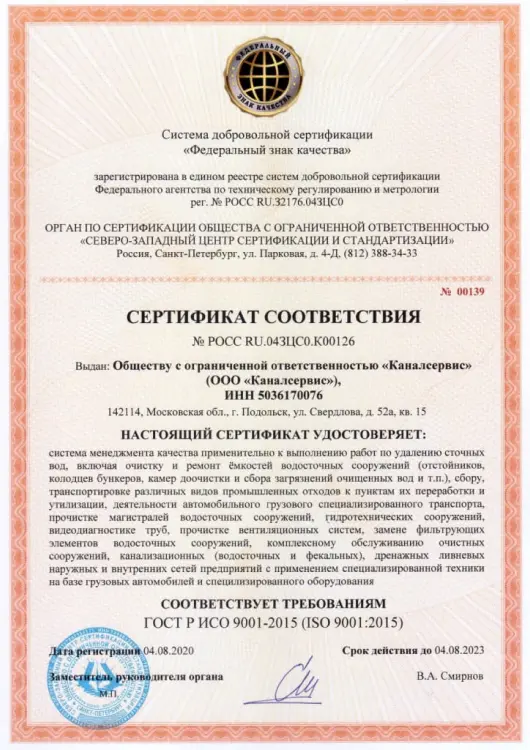 ФЕДЕРАЛЬНЫЙ
ЗНАК КАЧЕСТВА
Система добровольной сертификации
«Федеральный знак качества»
зарегистрирована в едином реестре систем добровольной сертификации
Федерального агентства по техническому регулированию и метрологии
рег. № РОСС RU.32176.04ЗЦС0
ОРГАН ПО СЕРТИФИКАЦИИ ОБЩЕСТВА С ОГРАНИЧЕННОЙ ОТВЕТСТВЕННОСТЬЮ
«СЕВЕРО-ЗАПАДНЫЙ ЦЕНТР СЕРТИФИКАЦИИ И СТАНДАРТИЗАЦИИ»
Россия, Санкт-Петербург, ул. Парковая, д. 4-Д, (812) 388-34-33
№ 00139
СЕРТИФИКАТ СООТВЕТСТВИЯ
№ РОСС RU.04ЗЦС0.К00126
Выдан: Обществу с ограниченной ответственностью «Каналсервис»
(ООО «Каналсервис»),
ИНН 5036170076
142114, Московская обл., г. Подольск, ул. Свердлова, д. 52а, кв. 15
НАСТОЯЩИЙ СЕРТИФИКАТ УДОСТОВЕРЯЕТ:
система менеджмента качества применительно к выполнению работ по удалению сточных
вод, включая очистку и ремонт ёмкостей водосточных сооружений (отстойников,
колодцев бункеров, камер доочистки и сбора загрязнений очищенных вод и т.п.), сбору,
транспортировке различных видов промышленных отходов к пунктам их переработки и
утилизации, деятельности автомобильного грузового специализированного транспорта,
прочистке магистралей водосточных сооружений, гидротехнических сооружений,
видеодиагностике труб, прочистке вентиляционных систем, замене фильтрующих
элементов водосточных сооружений, комплексному обслуживанию очистных
сооружений, канализационных (водосточных и фекальных), дренажных ливневых
наружных и внутренних сетей предприятий с применением специализированной техники
на базе грузовых автомобилей и специлизированного оборудования
СООТВЕТСТВУЕТ ТРЕБОВАНИЯМ
ГОСТ Р ИСО 9001-2015 (ISO 9001:2015)
Дата регистрации 04.08.2020 Срок действия до 04.08.2023
Заместитель руководителя органа В.А. Смирнов
М.П.